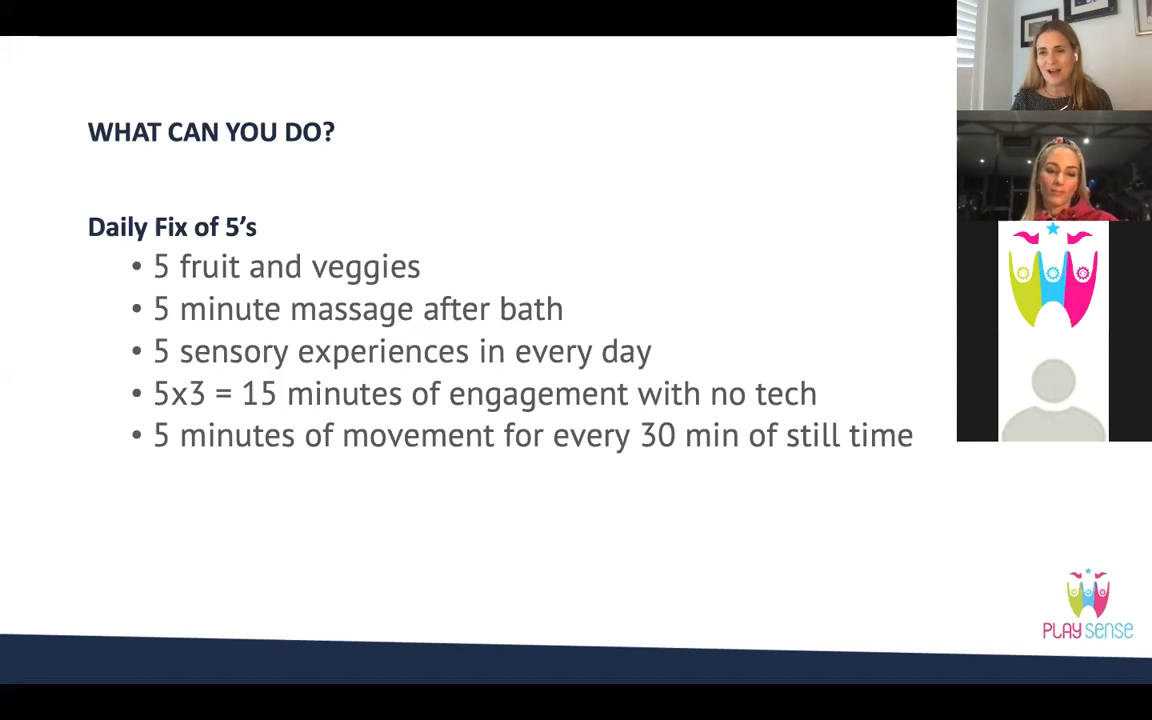 WHAT CAN YOU DO?
Daily Fix of 5’s
• 5 fruit and veggies
• 5 minute massage after bath
• 5 sensory experiences in every day
• 5x3 = 15 minutes of engagement with no tech
• 5 minutes of movement for every 30 min of still time
PLAY SENSE